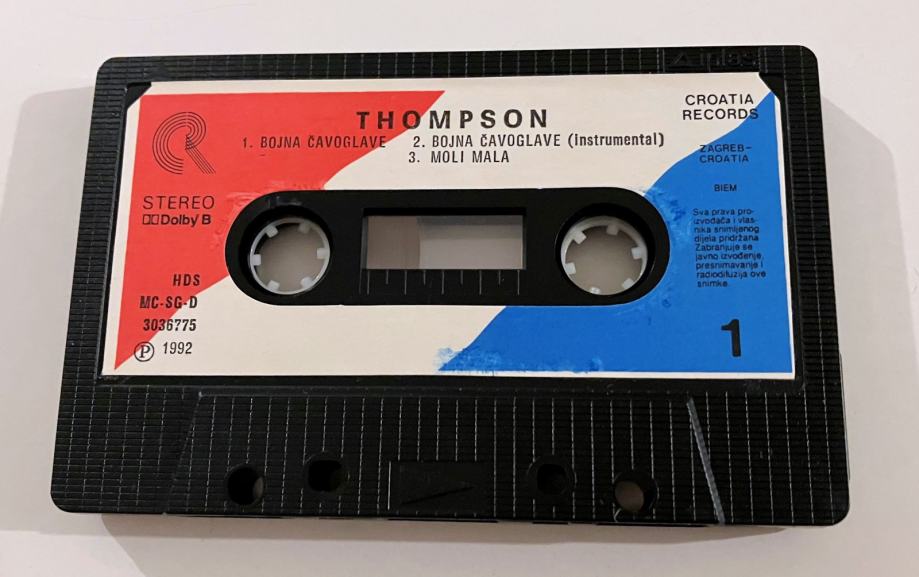 THOMPSON
1. BOJNA ČAVOGLAVE 2. BOJNA ČAVOGLAVE (instrumental)
3. MOLI MALA
STEREO
Dolby B
HDS
MC-SG-D
3036775
Ⓟ 1992
CROATIA
RECORDS
ZAGREB-
CROATIA
BIEM
Sva prava pro-
izvođača i vlas-
nika snimljenog
dijela pridržana
Zabranjuje se
javno izvođenje,
presnimavanje i
radiodifuzija ove
snimke.
1